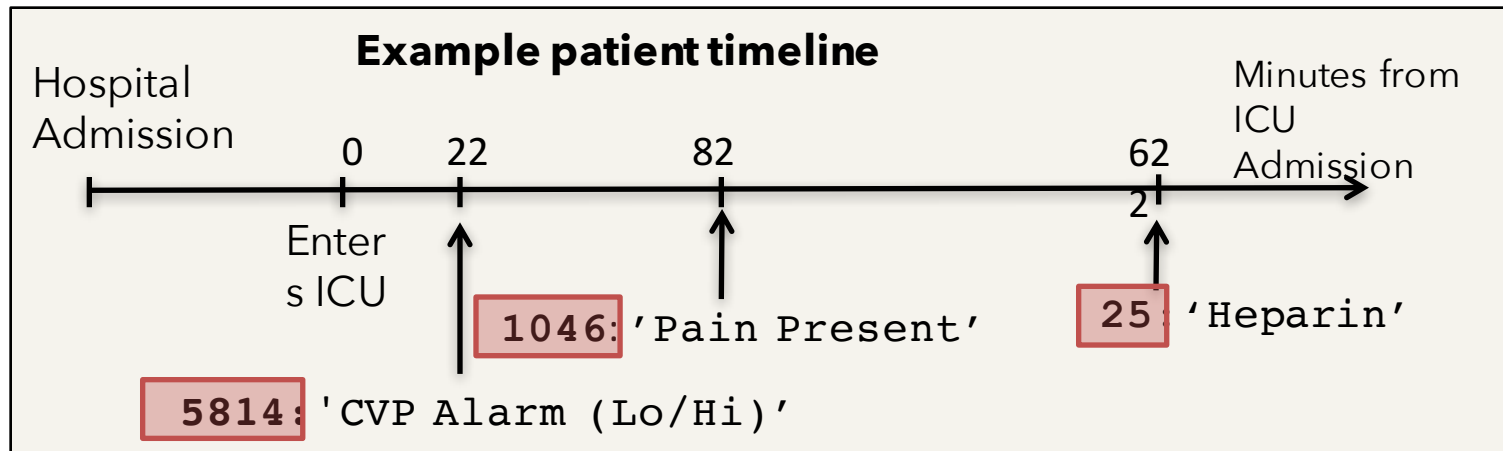 Example patient timeline
Hospital
Admission
Minutes from
ICU
Admission
0
22
82
62
2
Enter
s ICU
1046: ’Pain Present’
25: ‘Heparin’
5814: 'CVP Alarm (Lo/Hi)’